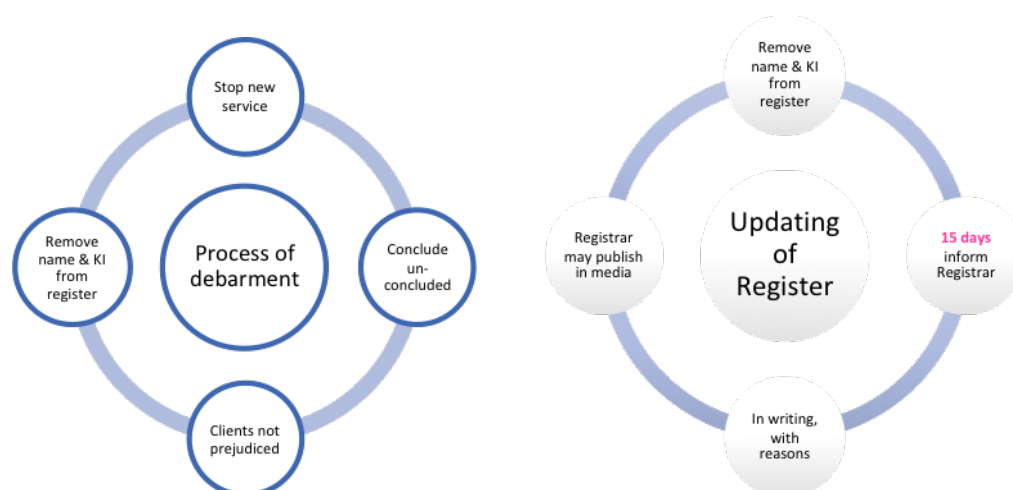 Stop new
service
Remove
name & KI
from
register
Process of
debarment
Conclude
un-
concluded
Clients not
prejudiced
Remove
name & KI
from
register
Registrar
may publish
in media
Updating
of
Register
15 days
inform
Registrar
In writing,
with
reasons